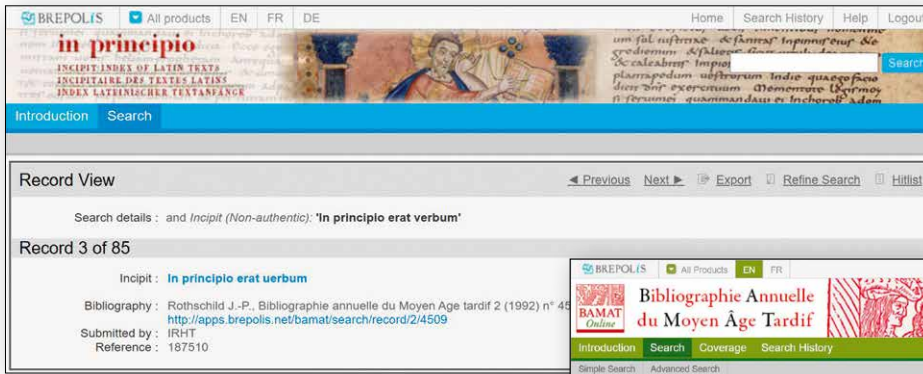 BREPOLiS All products EN FR DE Home Search History Help Logout
in principio
INCIPIT INDEX OF LATIN TEXTS
INCIPITAIRE DES TEXTES LATINS
INDEX LATEINISCHER TEXTANFÄNGE
Search
Introduction Search
Record View ◄ Previous Next ► Export Refine Search Hitlist
Search details : and Incipit (Non-authentic): 'In principio erat verbum'
Record 3 of 85
Incipit : In principio erat uerbum
Bibliography : Rothschild J.-P., Bibliographie annuelle du Moyen Age tardif 2 (1992) n° 45
http://apps.brepolis.net/bamat/search/record/2/4509
Submitted by : IRHT
Reference : 187510
BREPOLiS All Products EN FR
BAMAT Online
Bibliographie Annuelle
du Moyen Âge Tardif
Introduction Search Coverage Search History
Simple Search Advanced Search